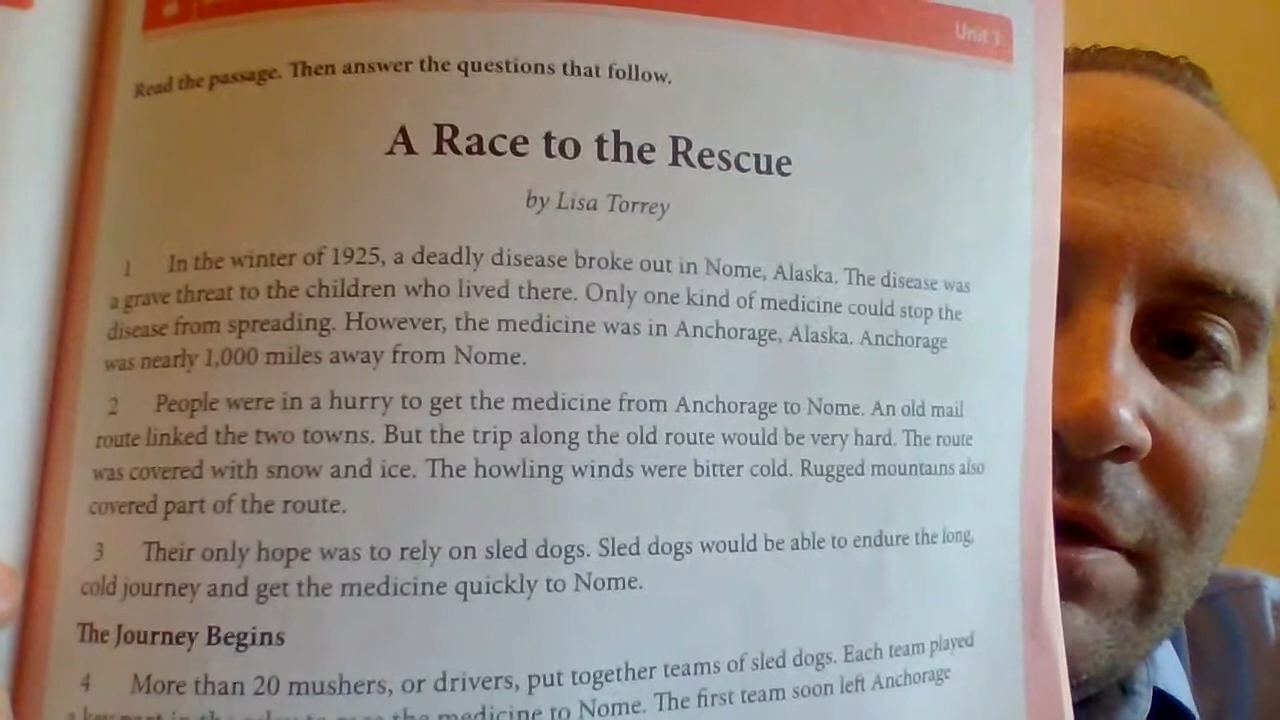 Unit 1
Read the passage. Then answer the questions that follow.
A Race to the Rescue
by Lisa Torrey
1 In the winter of 1925, a deadly disease broke out in Nome, Alaska. The disease was
a grave threat to the children who lived there. Only one kind of medicine could stop the
disease from spreading. However, the medicine was in Anchorage, Alaska. Anchorage
was nearly 1,000 miles away from Nome.
2 People were in a hurry to get the medicine from Anchorage to Nome. An old mail
route linked the two towns. But the trip along the old route would be very hard. The route
was covered with snow and ice. The howling winds were bitter cold. Rugged mountains also
covered part of the route.
3 Their only hope was to rely on sled dogs. Sled dogs would be able to endure the long,
cold journey and get the medicine quickly to Nome.
The Journey Begins
4 More than 20 mushers, or drivers, put together teams of sled dogs. Each team played
a key part in the relay to race the medicine to Nome. The first team soon left Anchorage